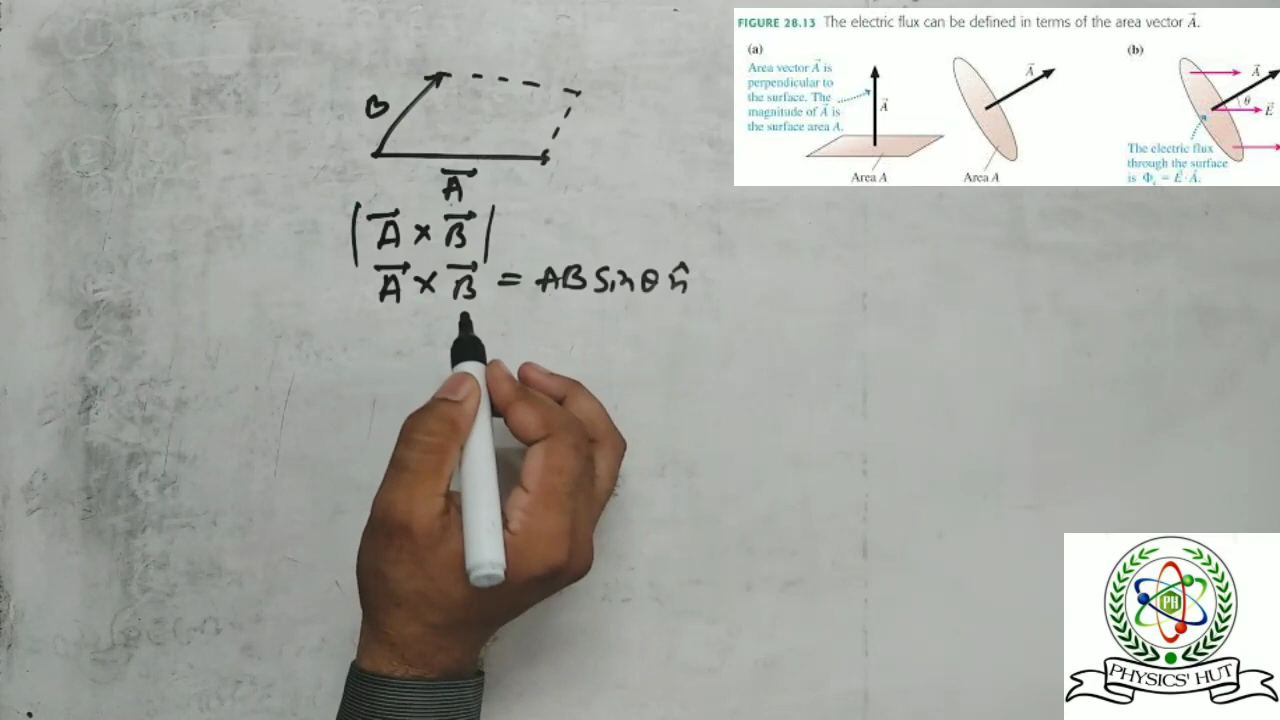 B
A⃗
|A⃗ × B⃗|
A⃗ × B⃗ = AB sin θ n̂
FIGURE 28.13 The electric flux can be defined in terms of the area vector A⃗.
(a)
Area vector A⃗ is
perpendicular to
the surface. The
magnitude of A⃗ is
the surface area A.
A⃗
Area A
A⃗
Area A
(b)
A⃗
θ
E⃗
The electric flux
through the surface
is Φₑ = E⃗ · A⃗.
PH
PHYSICS' HUT